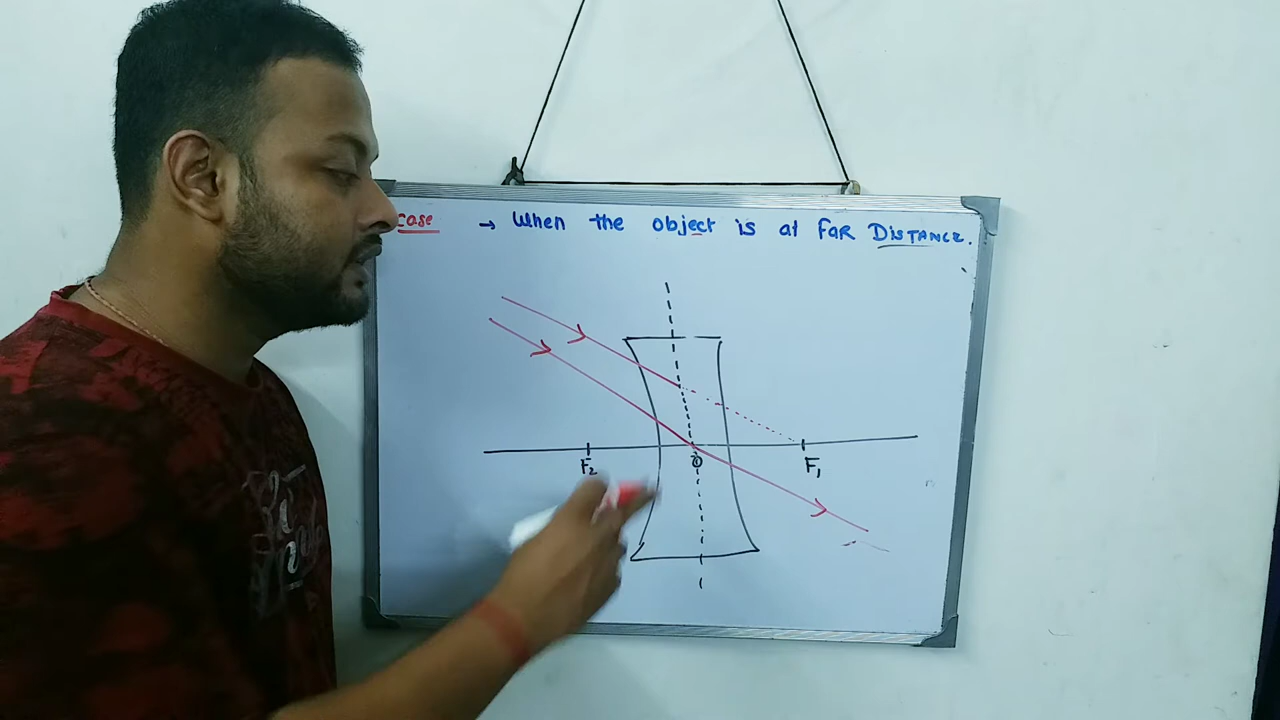 case → When the object is at far DISTANCE.
F₂ O F₁